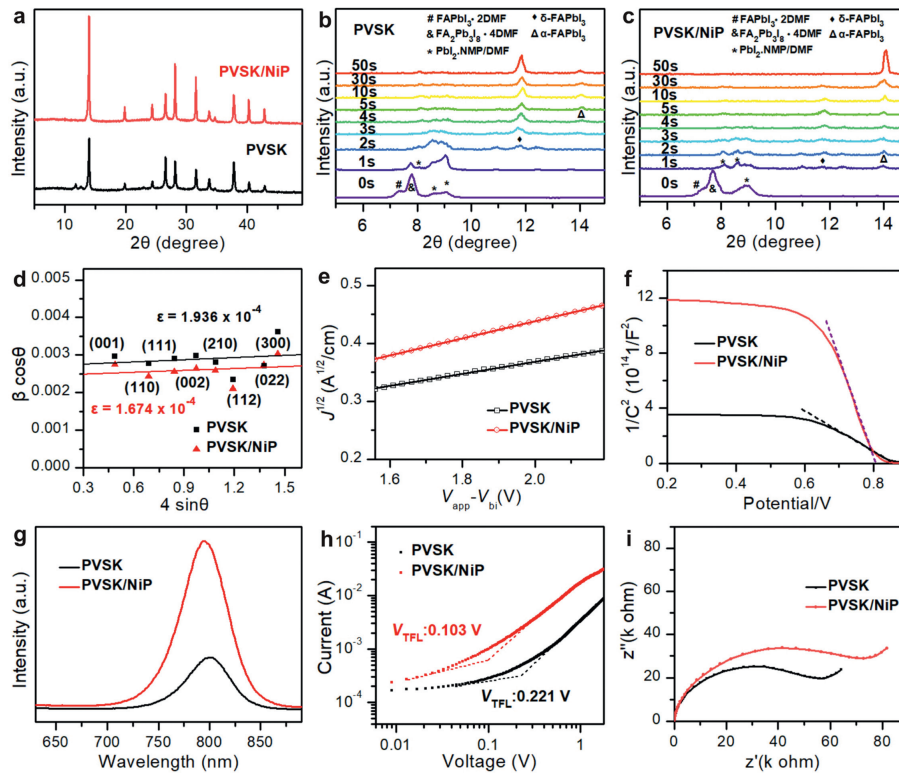 a
Intensity (a.u.)
PVSK/NiP
PVSK
10 20 30 40
2θ (degree)
b
Intensity (a.u.)
PVSK
# FAPbI3· 2DMF ♦ δ-FAPbI3
& FA2Pb3I8 · 4DMF Δ α-FAPbI3
* PbI2.NMP/DMF
50s
30s
10s
5s
4s
3s
2s
1s
0s
Δ
♦
*
# & * *
6 8 10 12 14
2θ (degree)
c
Intensity (a.u.)
PVSK/NiP
# FAPbI3· 2DMF ♦ δ-FAPbI3
& FA2Pb3I8 · 4DMF Δ α-FAPbI3
* PbI2.NMP/DMF
50s
30s
10s
5s
4s
3s
2s
1s
0s
* * ♦ Δ
# & *
6 8 10 12 14
2θ (degree)
d
β cosθ
0.005
0.004
0.003
0.002
0.001
0.000
ε = 1.936 x 10-4
(001) (111) (210) (300)
(110) (002) (112) (022)
ε = 1.674 x 10-4
PVSK
PVSK/NiP
0.3 0.6 0.9 1.2 1.5
4 sinθ
e
J1/2 (A1/2/cm)
0.5
0.4
0.3
0.2
PVSK
PVSK/NiP
1.6 1.8 2.0
Vapp-Vbi(V)
f
1/C2 (10141/F2)
16
12
8
4
0
PVSK
PVSK/NiP
0.2 0.4 0.6 0.8
Potential/V
g
Intensity (a.u.)
PVSK
PVSK/NiP
650 700 750 800 850
Wavelength (nm)
h
Current (A)
10-1
10-2
10-3
10-4
PVSK
PVSK/NiP
VTFL:0.103 V
VTFL:0.221 V
0.01 0.1 1
Voltage (V)
i
z''(k ohm)
80
60
40
20
0
PVSK
PVSK/NiP
0 20 40 60 80
z'(k ohm)